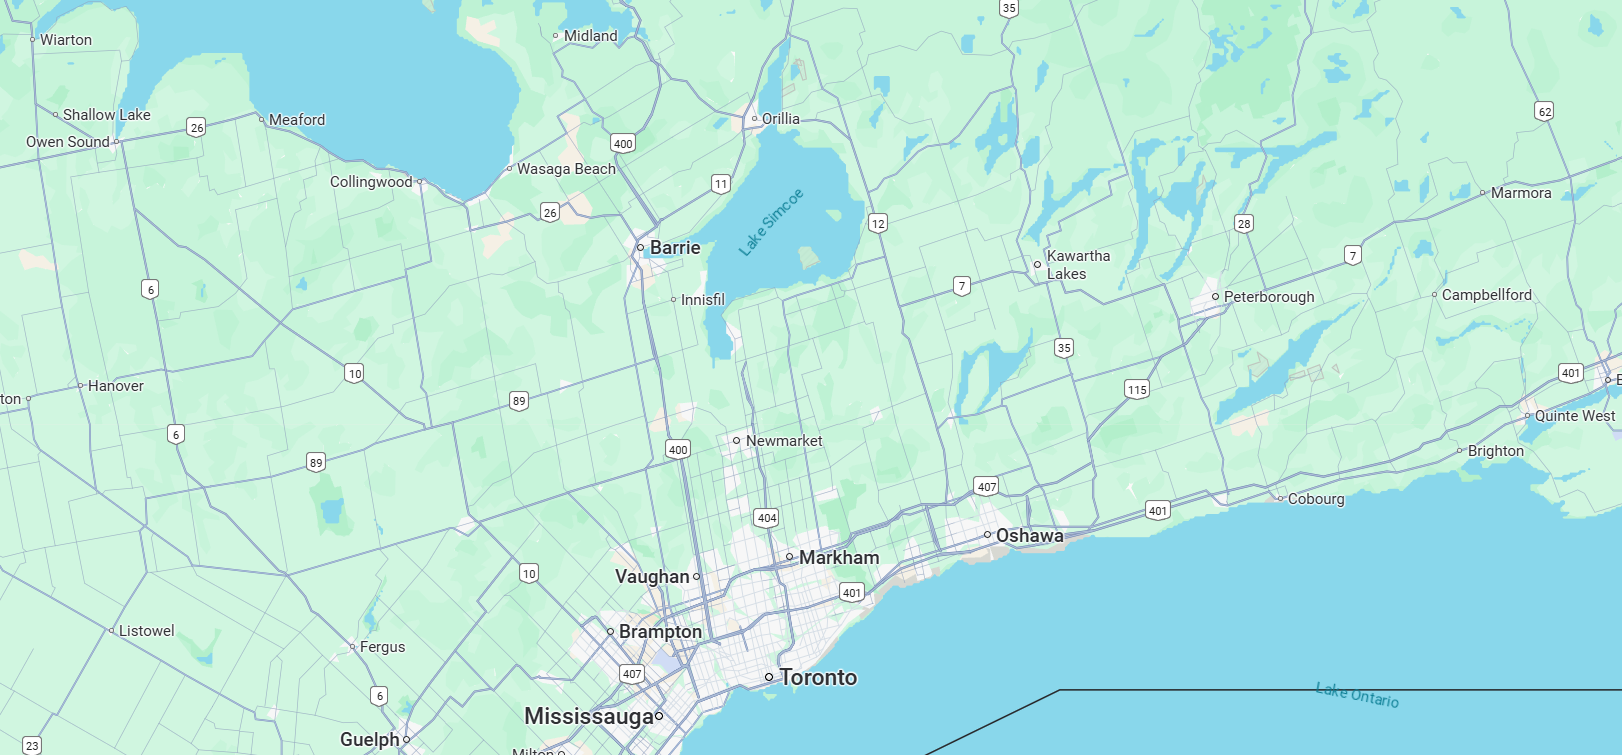 35
Wiarton
Midland
Shallow Lake
Meaford
Orillia
62
26
Owen Sound
400
Wasaga Beach
Collingwood
11
Marmora
26
Lake Simcoe
12
28
Barrie
Kawartha
Lakes
7
6
7
Innisfil
Peterborough
Campbellford
35
10
401
Hanover
115
ton
89
E
Quinte West
6
Newmarket
400
Brighton
89
407
Cobourg
401
404
Oshawa
Markham
10
Vaughan
401
Listowel
Brampton
Fergus
407
Toronto
6
Lake Ontario
Mississauga
Guelph
23
Milton